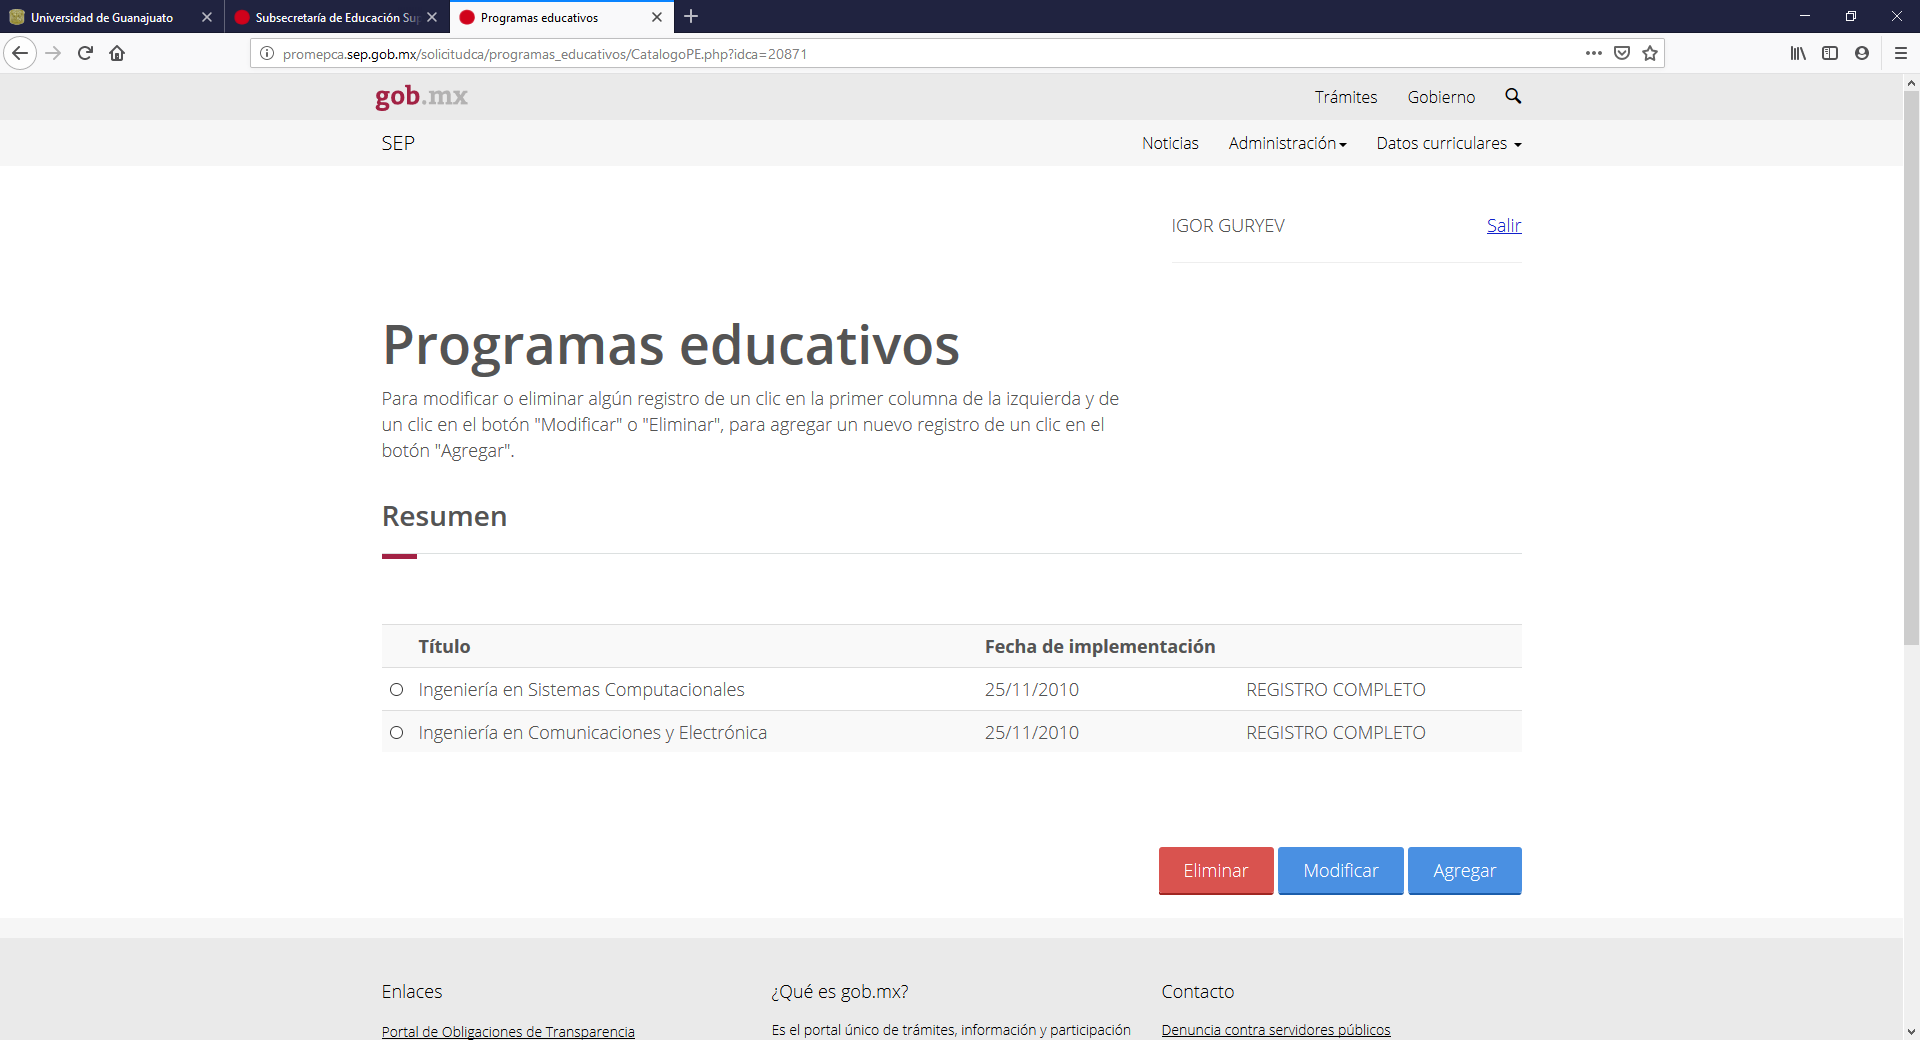 Universidad de Guanajuato
Subsecretaría de Educación Su
Programas educativos
promepca.sep.gob.mx/solicitudca/programas_educativos/CatalogoPE.php?idca=20871
gob.mx
Trámites
Gobierno
SEP
Noticias
Administración
Datos curriculares
IGOR GURYEV
Salir
Programas educativos
Para modificar o eliminar algún registro de un clic en la primer columna de la izquierda y de
un clic en el botón "Modificar" o "Eliminar", para agregar un nuevo registro de un clic en el
botón "Agregar".
Resumen
Título
Fecha de implementación
Ingeniería en Sistemas Computacionales
25/11/2010
REGISTRO COMPLETO
Ingeniería en Comunicaciones y Electrónica
25/11/2010
REGISTRO COMPLETO
Eliminar
Modificar
Agregar
Enlaces
¿Qué es gob.mx?
Contacto
Portal de Obligaciones de Transparencia
Es el portal único de trámites, información y participación
Denuncia contra servidores públicos